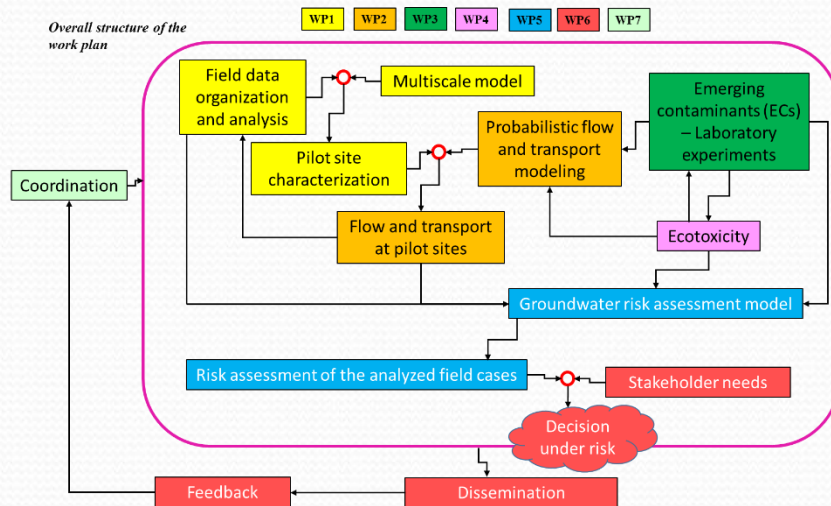 Overall structure of the
work plan
WP1
WP2
WP3
WP4
WP5
WP6
WP7
Field data
organization
and analysis
Multiscale model
Emerging
contaminants (ECs)
– Laboratory
experiments
Probabilistic flow
and transport
modeling
Pilot site
characterization
Coordination
Flow and transport
at pilot sites
Ecotoxicity
Groundwater risk assessment model
Risk assessment of the analyzed field cases
Stakeholder needs
Decision
under risk
Feedback
Dissemination